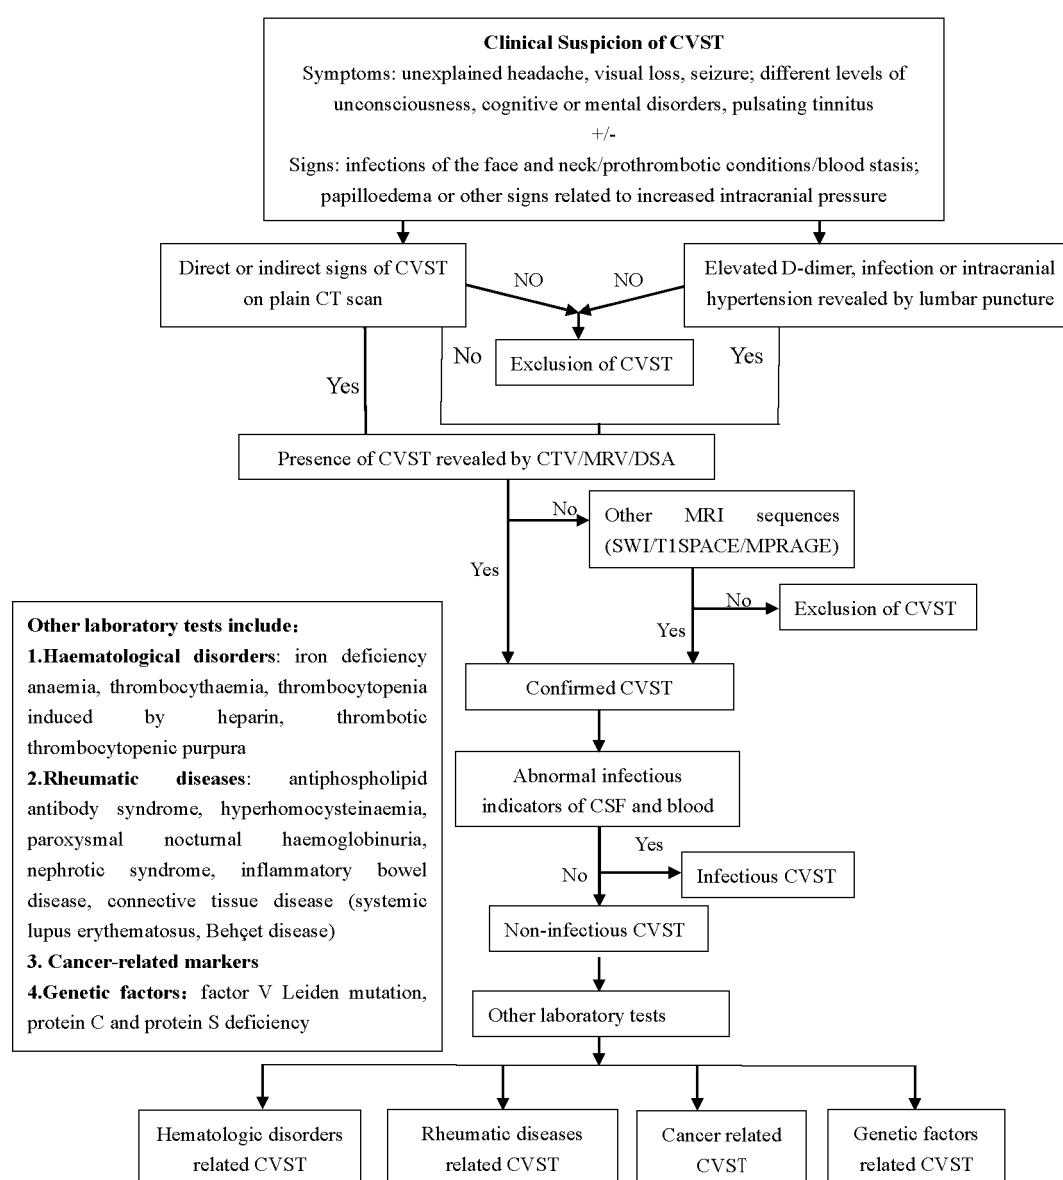 Clinical Suspicion of CVST
Symptoms: unexplained headache, visual loss, seizure; different levels of
unconsciousness, cognitive or mental disorders, pulsating tinnitus
+/-
Signs: infections of the face and neck/prothrombotic conditions/blood stasis;
papilloedema or other signs related to increased intracranial pressure
Direct or indirect signs of CVST
on plain CT scan
NO
NO
Elevated D-dimer, infection or intracranial
hypertension revealed by lumbar puncture
No
Exclusion of CVST
Yes
Yes
Presence of CVST revealed by CTV/MRV/DSA
No
Other MRI sequences
(SWI/T1SPACE/MPRAGE)
Yes
No
Exclusion of CVST
Yes
Confirmed CVST
Abnormal infectious
indicators of CSF and blood
Yes
No
Infectious CVST
Non-infectious CVST
Other laboratory tests
Other laboratory tests include：
1.Haematological disorders: iron deficiency
anaemia, thrombocythaemia, thrombocytopenia
induced by heparin, thrombotic
thrombocytopenic purpura
2.Rheumatic diseases: antiphospholipid
antibody syndrome, hyperhomocysteinaemia,
paroxysmal nocturnal haemoglobinuria,
nephrotic syndrome, inflammatory bowel
disease, connective tissue disease (systemic
lupus erythematosus, Behçet disease)
3. Cancer-related markers
4.Genetic factors：factor V Leiden mutation,
protein C and protein S deficiency
Hematologic disorders
related CVST
Rheumatic diseases
related CVST
Cancer related
CVST
Genetic factors
related CVST